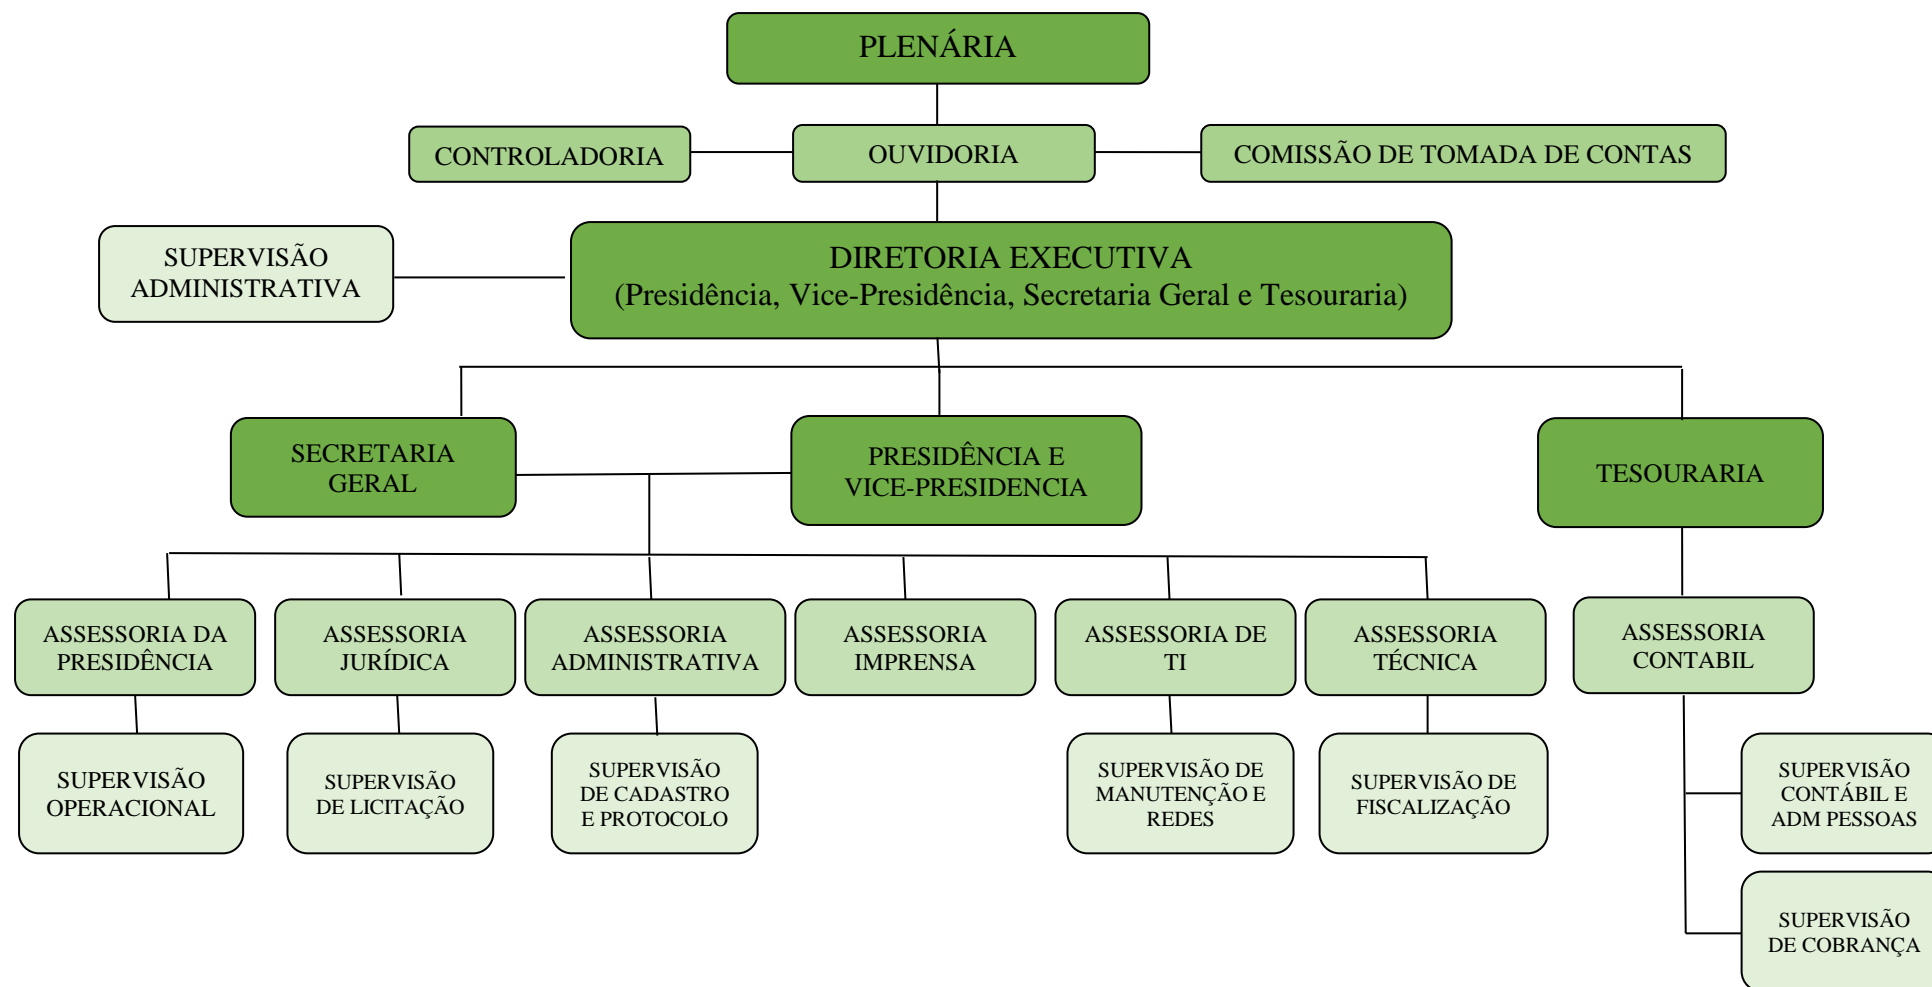 PLENÁRIA
CONTROLADORIA
OUVIDORIA
COMISSÃO DE TOMADA DE CONTAS
SUPERVISÃO
ADMINISTRATIVA
DIRETORIA EXECUTIVA
(Presidência, Vice-Presidência, Secretaria Geral e Tesouraria)
SECRETARIA
GERAL
PRESIDÊNCIA E
VICE-PRESIDENCIA
TESOURARIA
ASSESSORIA DA
PRESIDÊNCIA
ASSESSORIA
JURÍDICA
ASSESSORIA
ADMINISTRATIVA
ASSESSORIA
IMPRENSA
ASSESSORIA DE
TI
ASSESSORIA
TÉCNICA
ASSESSORIA
CONTABIL
SUPERVISÃO
OPERACIONAL
SUPERVISÃO
DE LICITAÇÃO
SUPERVISÃO
DE CADASTRO
E PROTOCOLO
SUPERVISÃO DE
MANUTENÇÃO E
REDES
SUPERVISÃO DE
FISCALIZAÇÃO
SUPERVISÃO
CONTÁBIL E
ADM PESSOAS
SUPERVISÃO
DE COBRANÇA